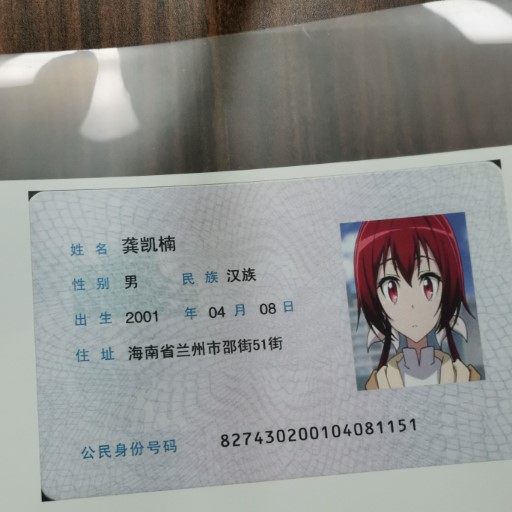 姓名 龚凯楠
性别 男 民族 汉族
出生 2001 年 04 月 08 日
住址 海南省兰州市邵街51街
公民身份号码 827430200104081151